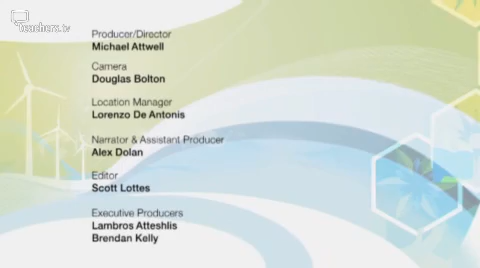 Teachers.tv
Producer/Director
Michael Attwell
Camera
Douglas Bolton
Location Manager
Lorenzo De Antonis
Narrator & Assistant Producer
Alex Dolan
Editor
Scott Lottes
Executive Producers
Lambros Atteshlis
Brendan Kelly